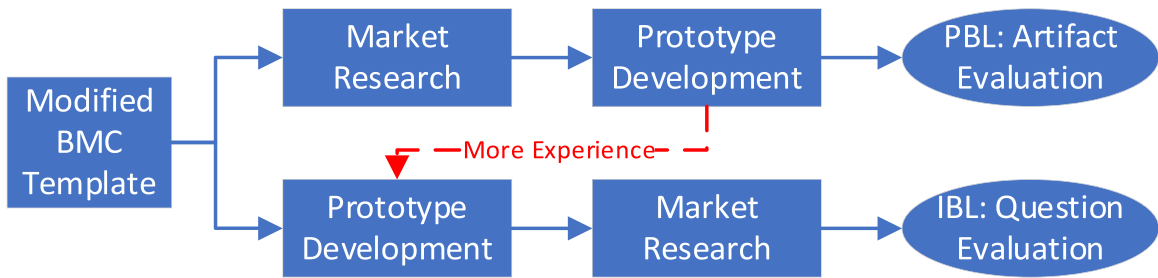 Modified
BMC
Template
Market
Research
Prototype
Development
PBL: Artifact
Evaluation
More Experience
Prototype
Development
Market
Research
IBL: Question
Evaluation